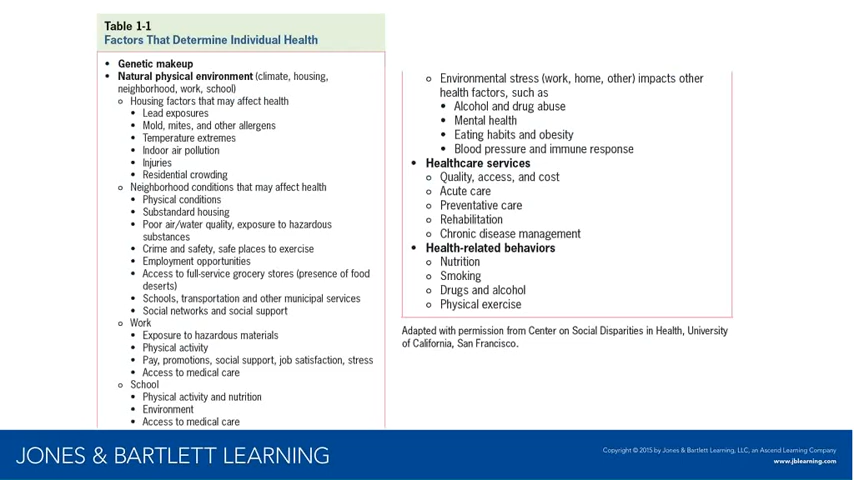 Table 1-1
Factors That Determine Individual Health
• Genetic makeup
• Natural physical environment (climate, housing,
neighborhood, work, school)
o Housing factors that may affect health
• Lead exposures
• Mold, mites, and other allergens
• Temperature extremes
• Indoor air pollution
• Injuries
• Residential crowding
o Neighborhood conditions that may affect health
• Physical conditions
• Substandard housing
• Poor air/water quality, exposure to hazardous
substances
• Crime and safety, safe places to exercise
• Employment opportunities
• Access to full-service grocery stores (presence of food
deserts)
• Schools, transportation and other municipal services
• Social networks and social support
o Work
• Exposure to hazardous materials
• Physical activity
• Pay, promotions, social support, job satisfaction, stress
• Access to medical care
o School
• Physical activity and nutrition
• Environment
• Access to medical care
o Environmental stress (work, home, other) impacts other
health factors, such as
• Alcohol and drug abuse
• Mental health
• Eating habits and obesity
• Blood pressure and immune response
• Healthcare services
o Quality, access, and cost
o Acute care
o Preventative care
o Rehabilitation
o Chronic disease management
• Health-related behaviors
o Nutrition
o Smoking
o Drugs and alcohol
o Physical exercise
Adapted with permission from Center on Social Disparities in Health, University
of California, San Francisco.
JONES & BARTLETT LEARNING
Copyright © 2015 by Jones & Bartlett Learning, LLC, an Ascend Learning Company
www.jblearning.com